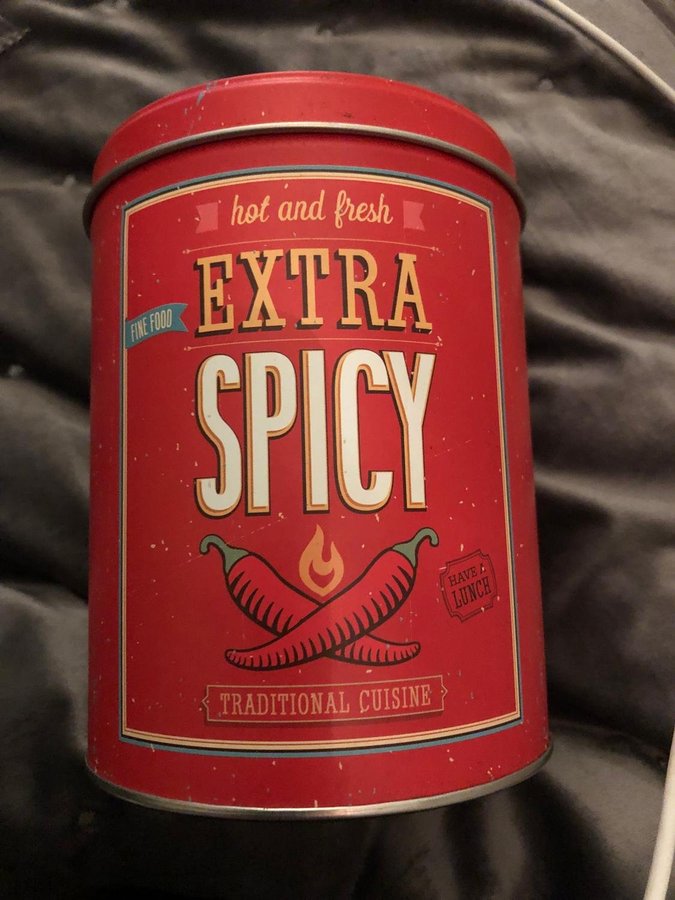 hot and fresh
EXTRA
FINE FOOD
SPICY
HAVE A
LUNCH
TRADITIONAL CUISINE